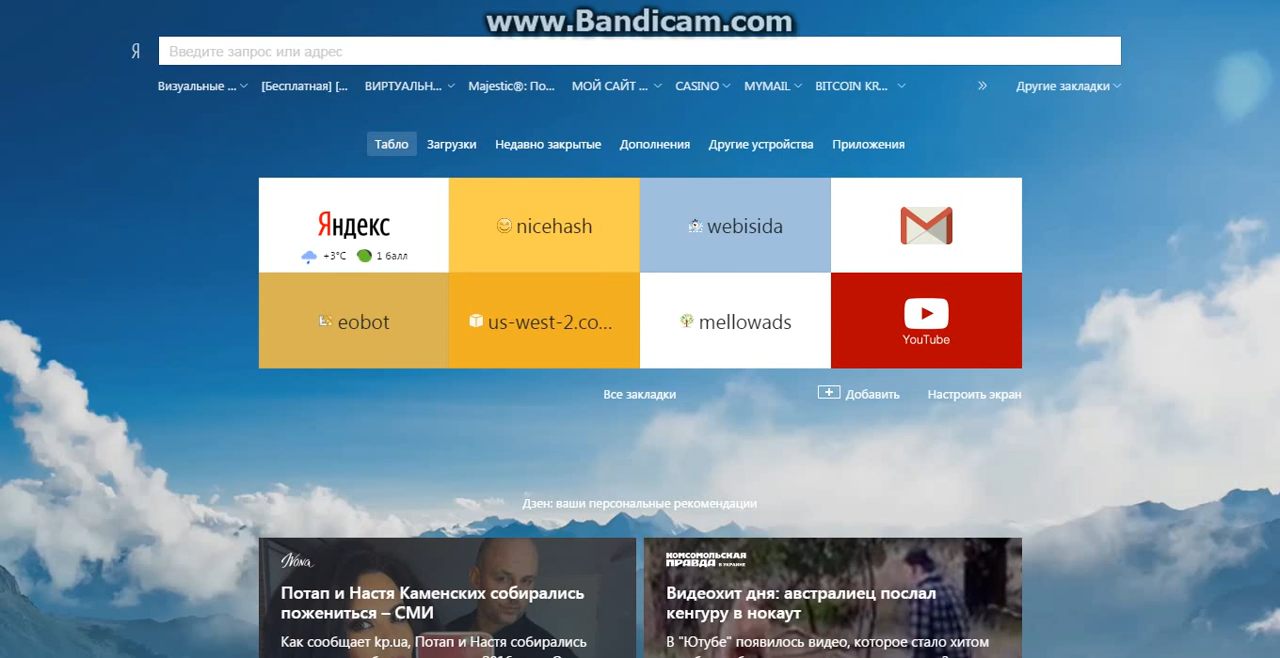 www.Bandicam.com
Я Введите запрос или адрес
Визуальные ... [Бесплатная] [... ВИРТУАЛЬН... Majestic®: По... МОЙ САЙТ ... CASINO MYMAIL BITCOIN KR... » Другие закладки
Табло Загрузки Недавно закрытые Дополнения Другие устройства Приложения
Яндекс nicehash webisida
+3°C 1 балл
eobot us-west-2.co... mellowads YouTube
Все закладки Добавить Настроить экран
Дзен: ваши персональные рекомендации
Nona
Потап и Настя Каменских собирались
пожениться – СМИ
Как сообщает kp.ua, Потап и Настя собирались
КОМСОМОЛЬСКАЯ
ПРАВДА В УКРАИНЕ
Видеохит дня: австралиец послал
кенгуру в нокаут
В "Ютубе" появилось видео, которое стало хитом